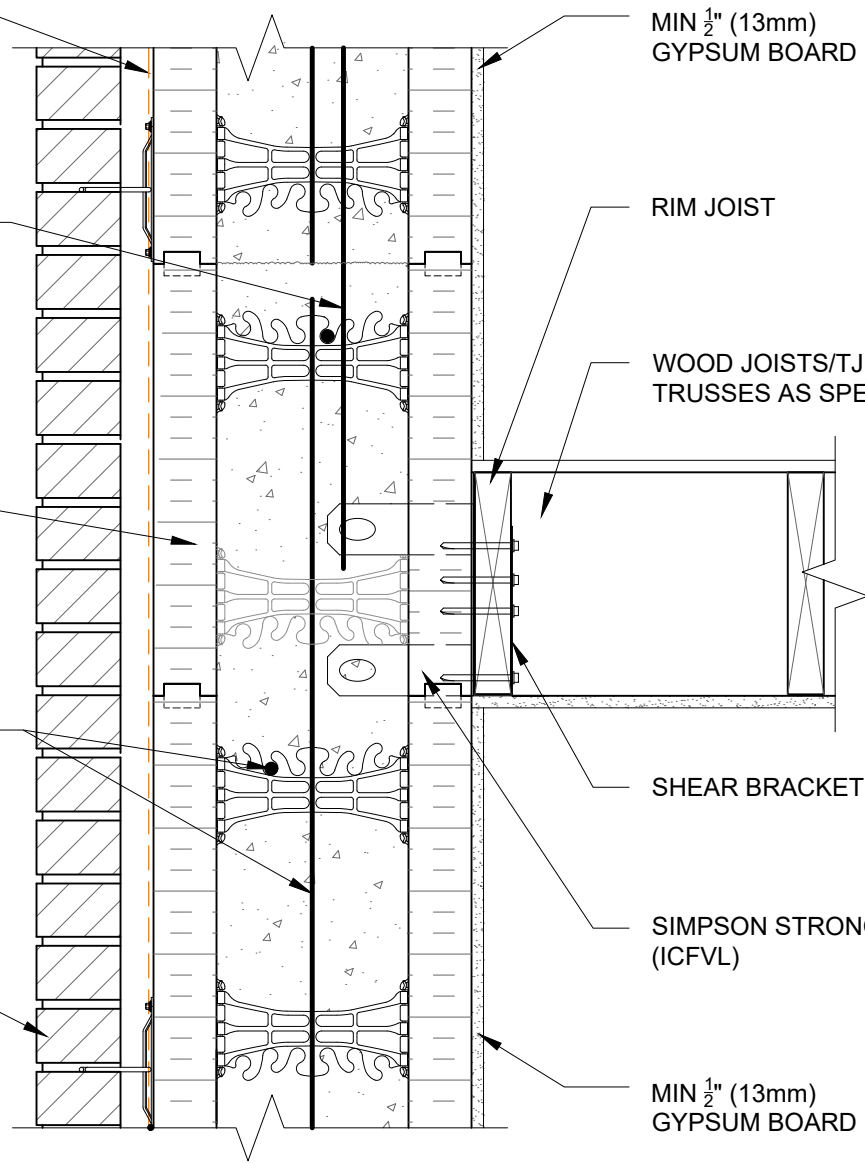 MIN 1/2" (13mm)
GYPSUM BOARD
RIM JOIST
WOOD JOISTS/TJ
TRUSSES AS SPE
SHEAR BRACKET
SIMPSON STRONG
(ICFVL)
MIN 1/2" (13mm)
GYPSUM BOARD